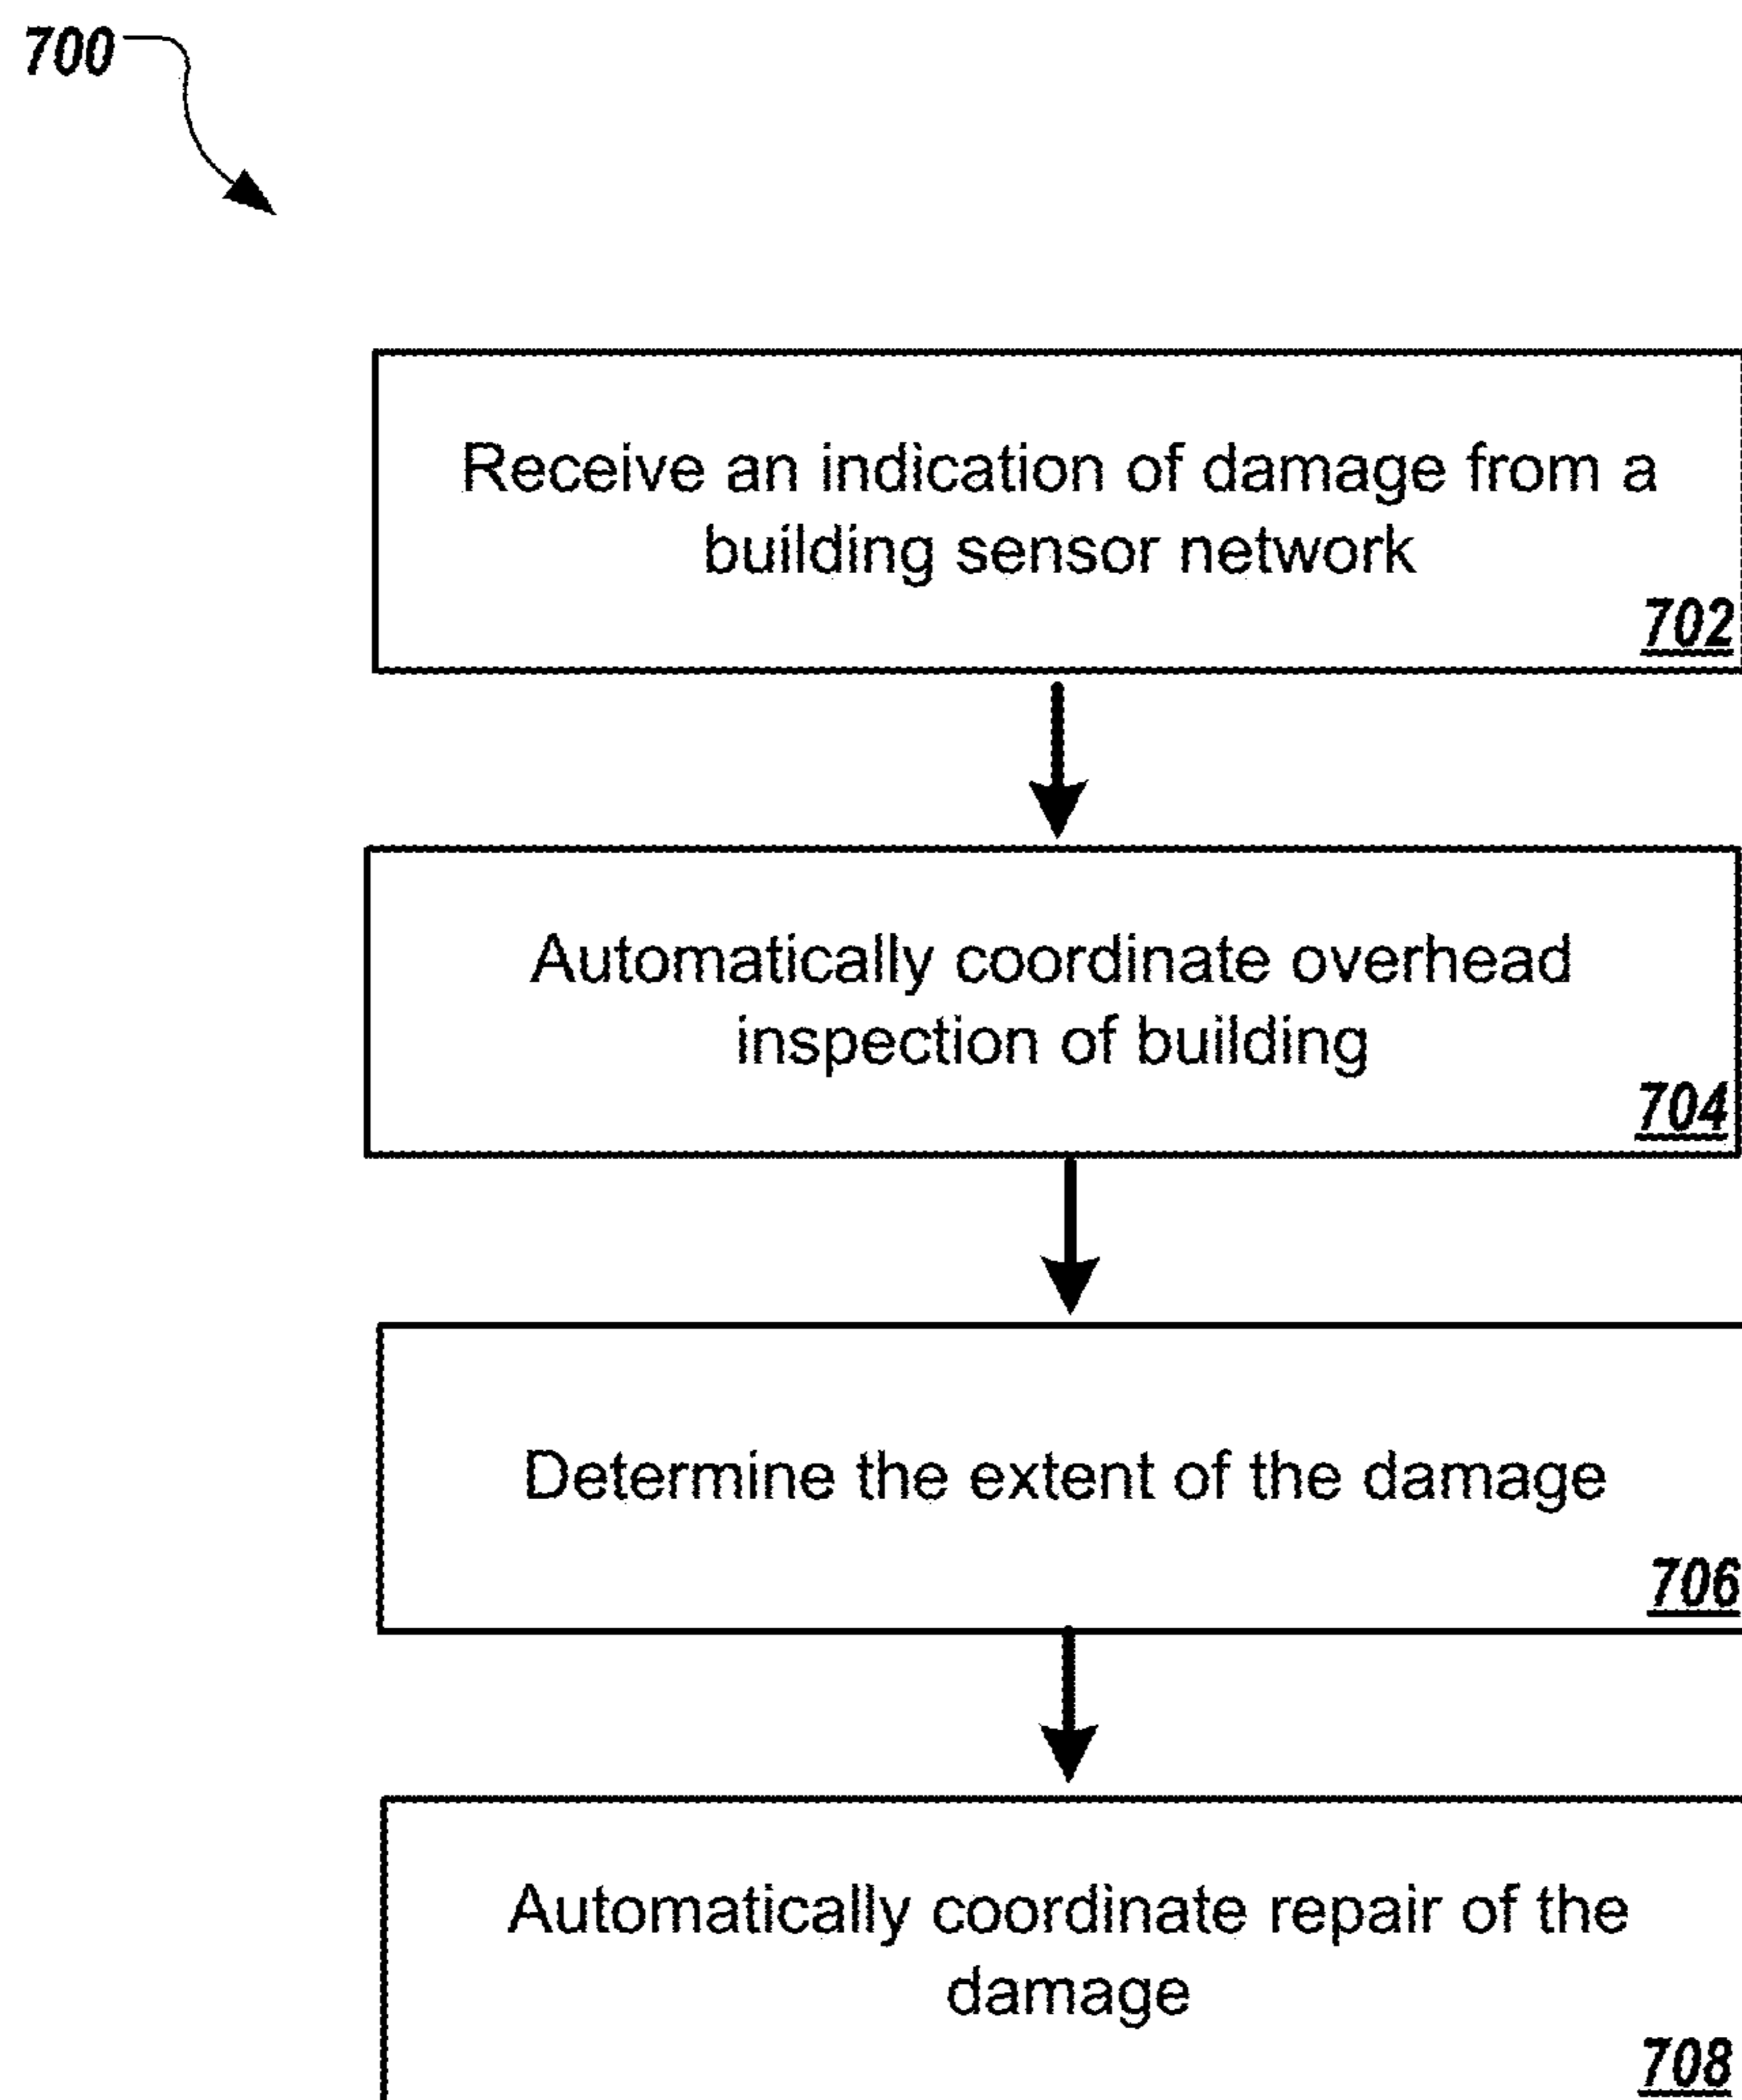 700
Receive an indication of damage from a
building sensor network
702
Automatically coordinate overhead
inspection of building
704
Determine the extent of the damage
706
Automatically coordinate repair of the
damage
708